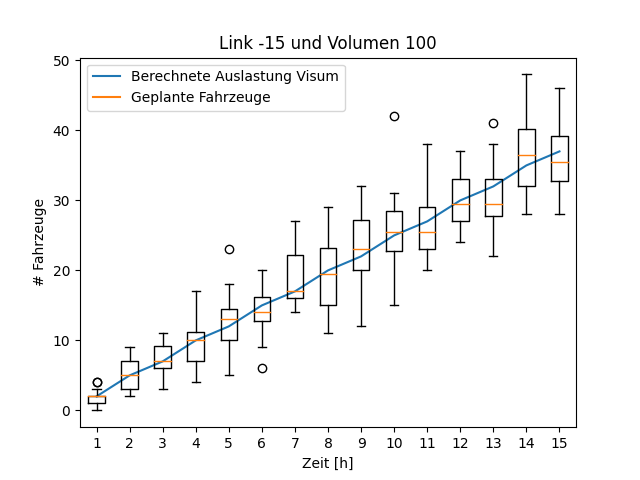 Link -15 und Volumen 100
Berechnete Auslastung Visum
Geplante Fahrzeuge
# Fahrzeuge
50
40
30
20
10
0
1 2 3 4 5 6 7 8 9 10 11 12 13 14 15
Zeit [h]